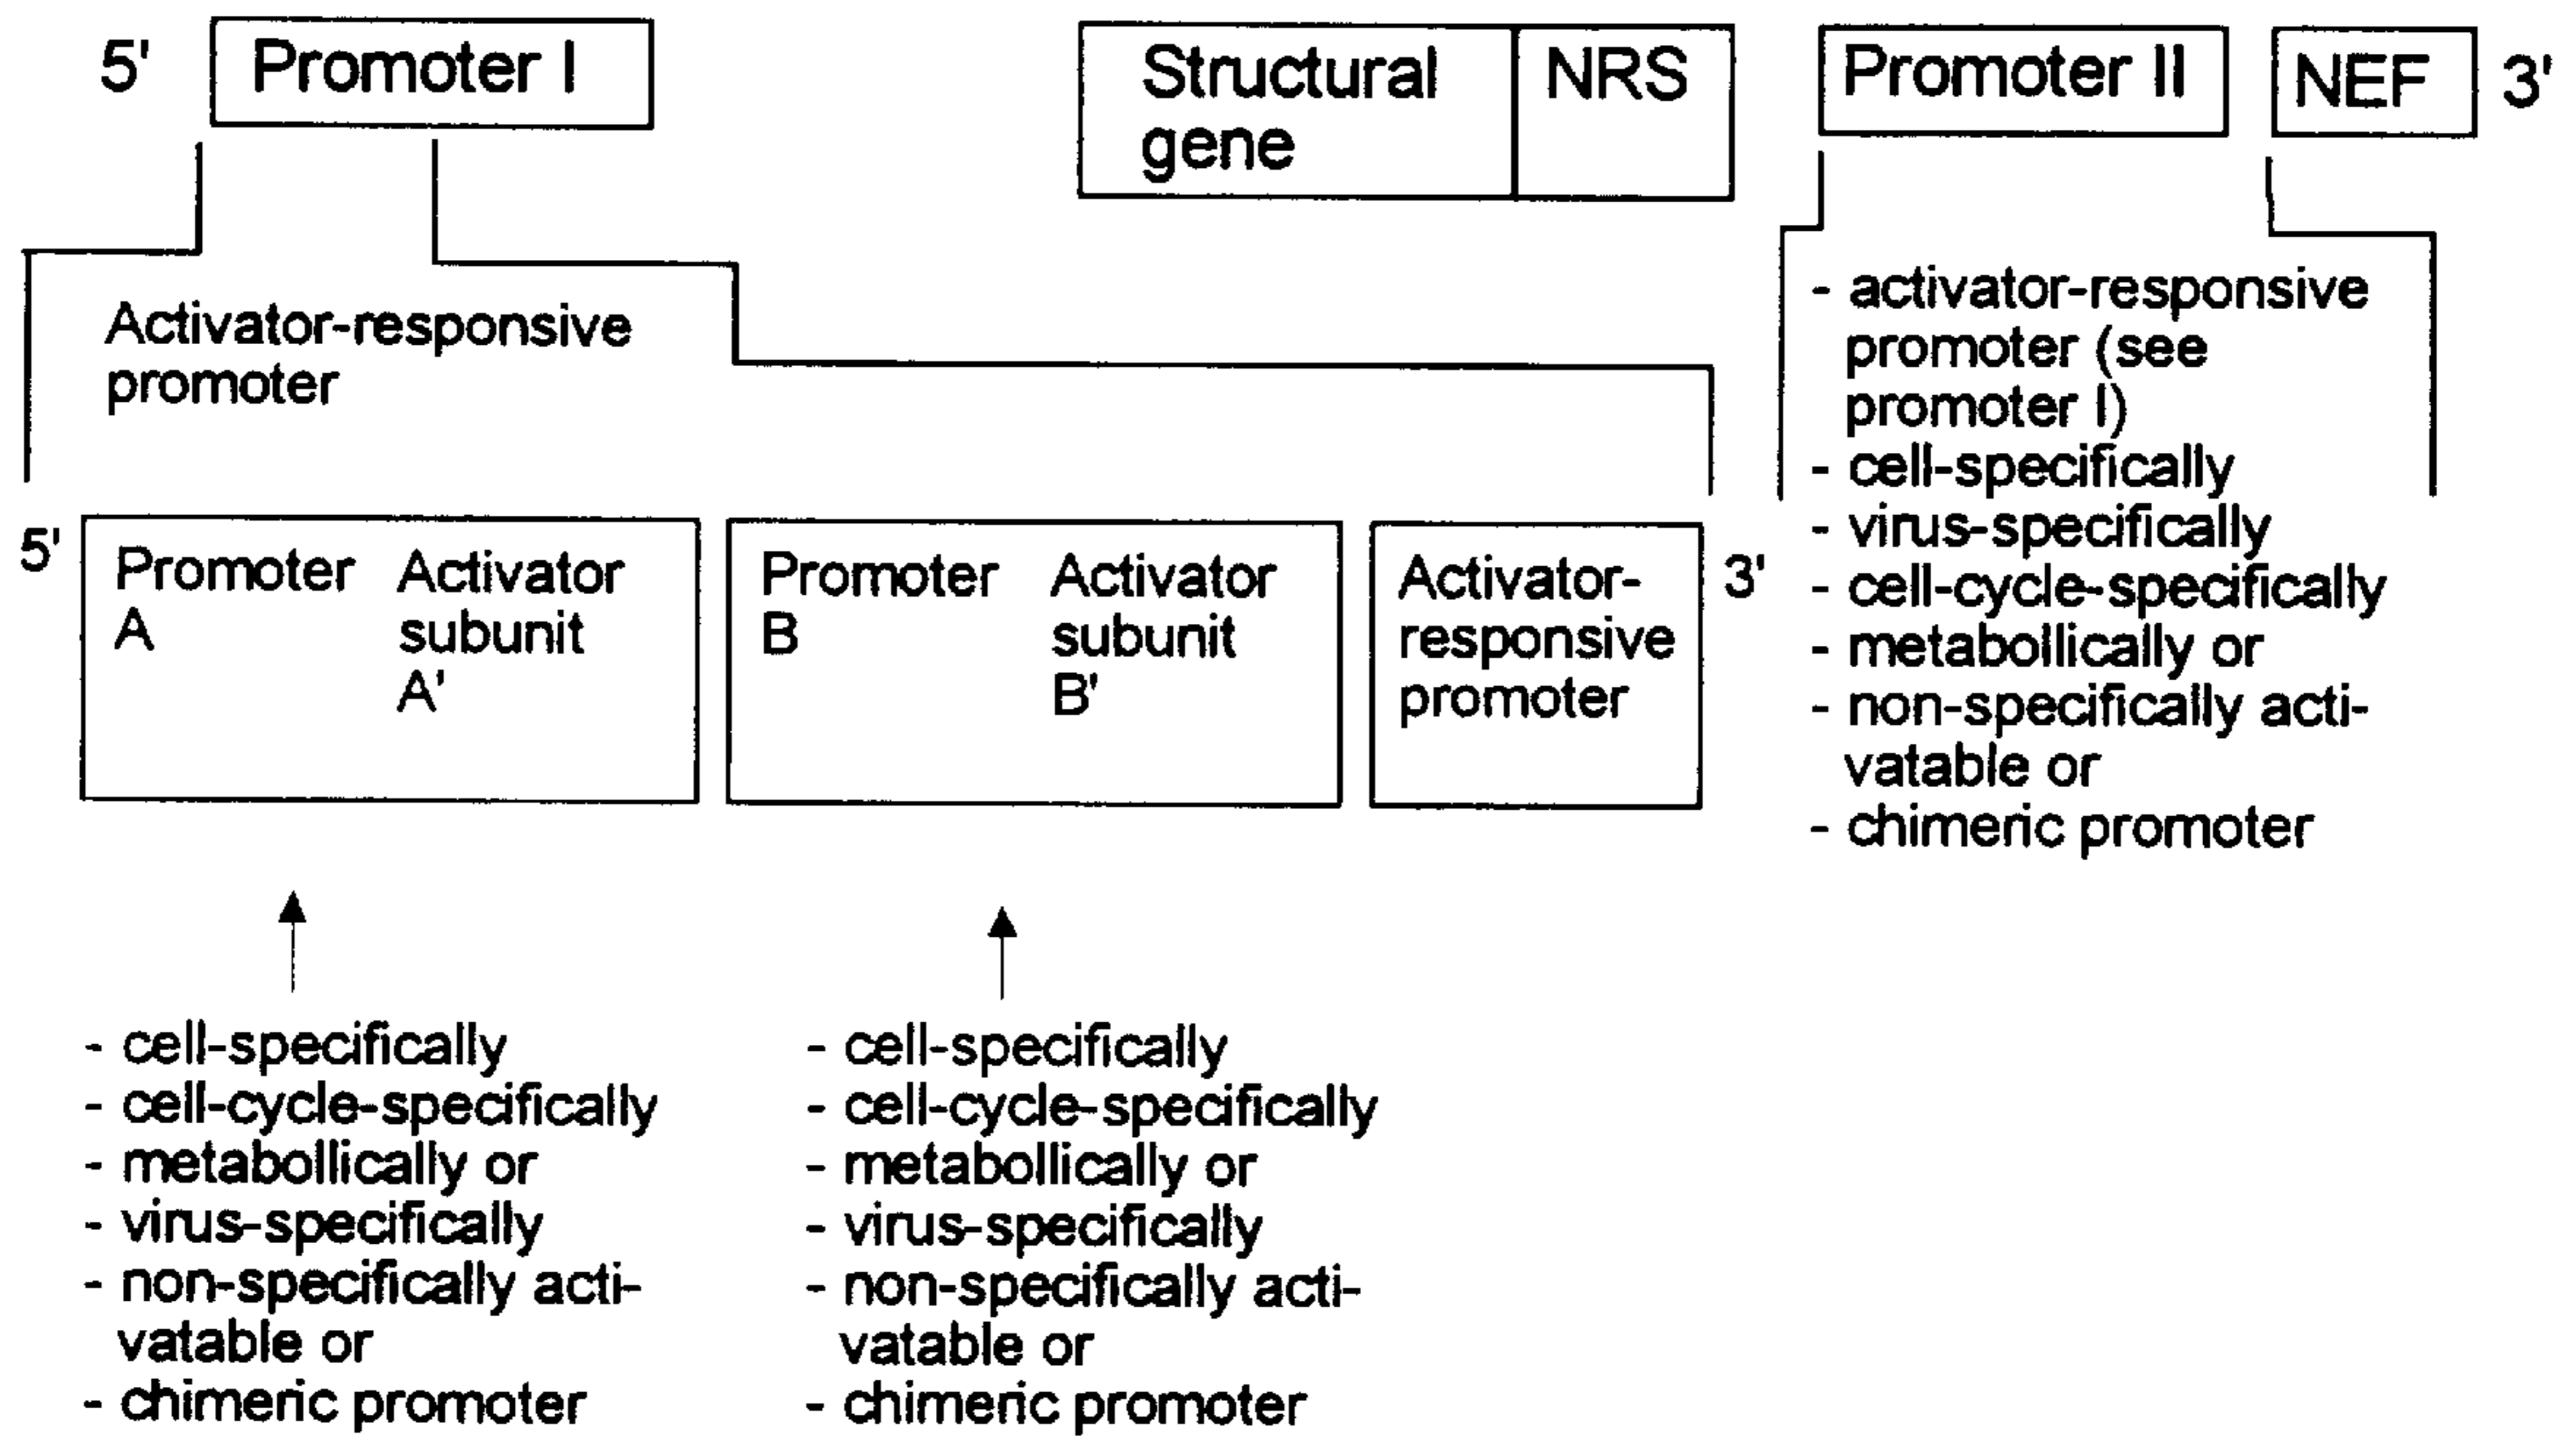 5'
Promoter I
Structural
gene
NRS
Promoter II
NEF
3'
Activator-responsive
promoter
5'
Promoter
A
Activator
subunit
A'
Promoter
B
Activator
subunit
B'
Activator-
responsive
promoter
3'
- activator-responsive
promoter (see
promoter I)
- cell-specifically
- virus-specifically
- cell-cycle-specifically
- metabollically or
- non-specifically acti-
vatable or
- chimeric promoter
- cell-specifically
- cell-cycle-specifically
- metabollically or
- virus-specifically
- non-specifically acti-
vatable or
- chimeric promoter
- cell-specifically
- cell-cycle-specifically
- metabollically or
- virus-specifically
- non-specifically acti-
vatable or
- chimeric promoter